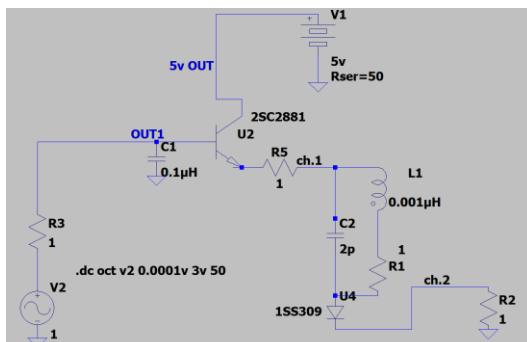 V1
5v
Rser=50
5v OUT
2SC2881
U2
OUT1
C1
0.1µH
R5
1
ch.1
L1
0.001µH
C2
2p
1
R1
R3
1
.dc oct v2 0.0001v 3v 50
V2
1
U4
1SS309
ch.2
R2
1